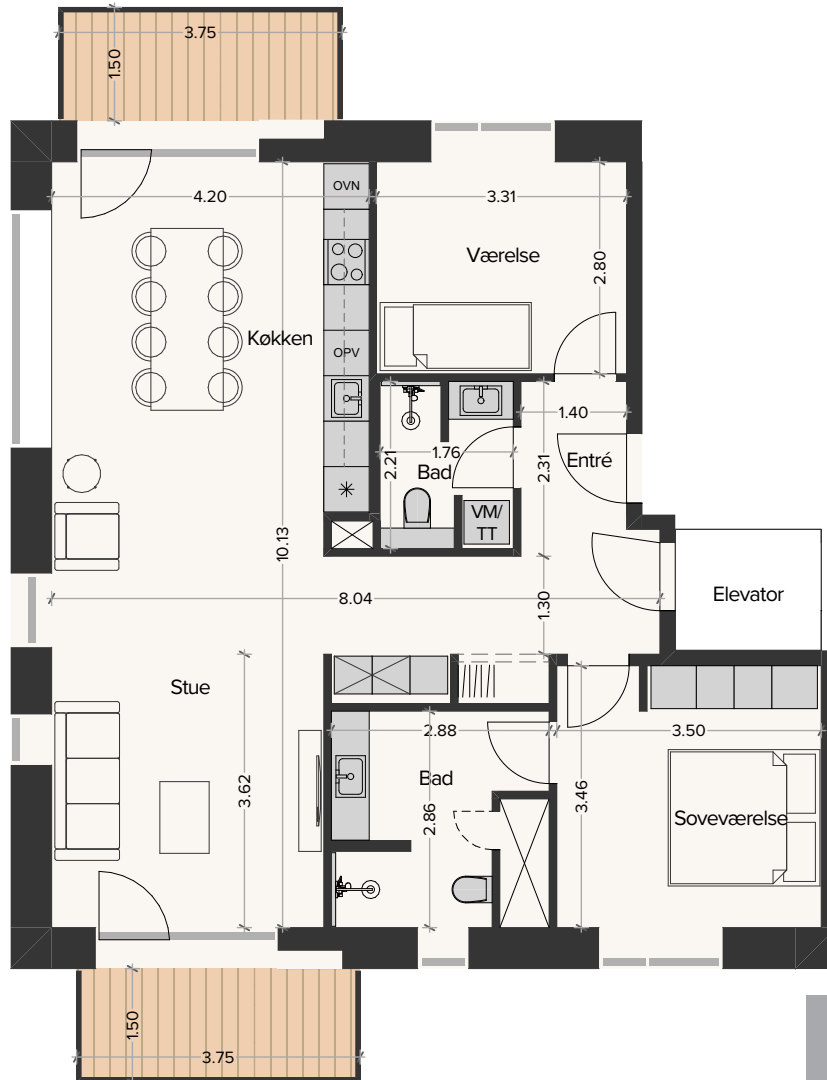 3.75
1.50
OVN
4.20
3.31
Værelse
2.80
Køkken
OPV
1.40
1.76
Bad
2.21
2.31
Entré
VM/
TT
10.13
8.04
1.30
Elevator
Stue
2.88
3.50
3.62
Bad
2.86
3.46
Soveværelse
1.50
3.75